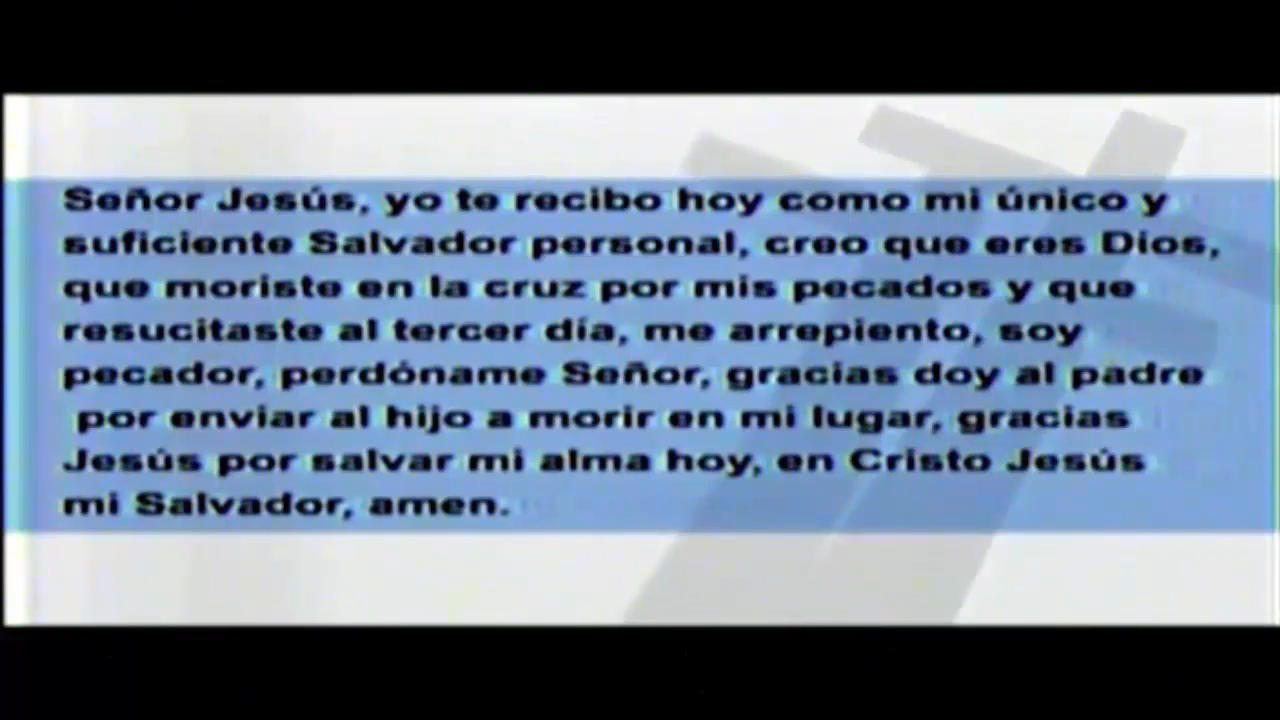 Señor Jesús, yo te recibo hoy como mi único y
suficiente Salvador personal, creo que eres Dios,
que moriste en la cruz por mis pecados y que
resucitaste al tercer día, me arrepiento, soy
pecador, perdóname Señor, gracias doy al padre
por enviar al hijo a morir en mi lugar, gracias
Jesús por salvar mi alma hoy, en Cristo Jesús
mi Salvador, amen.